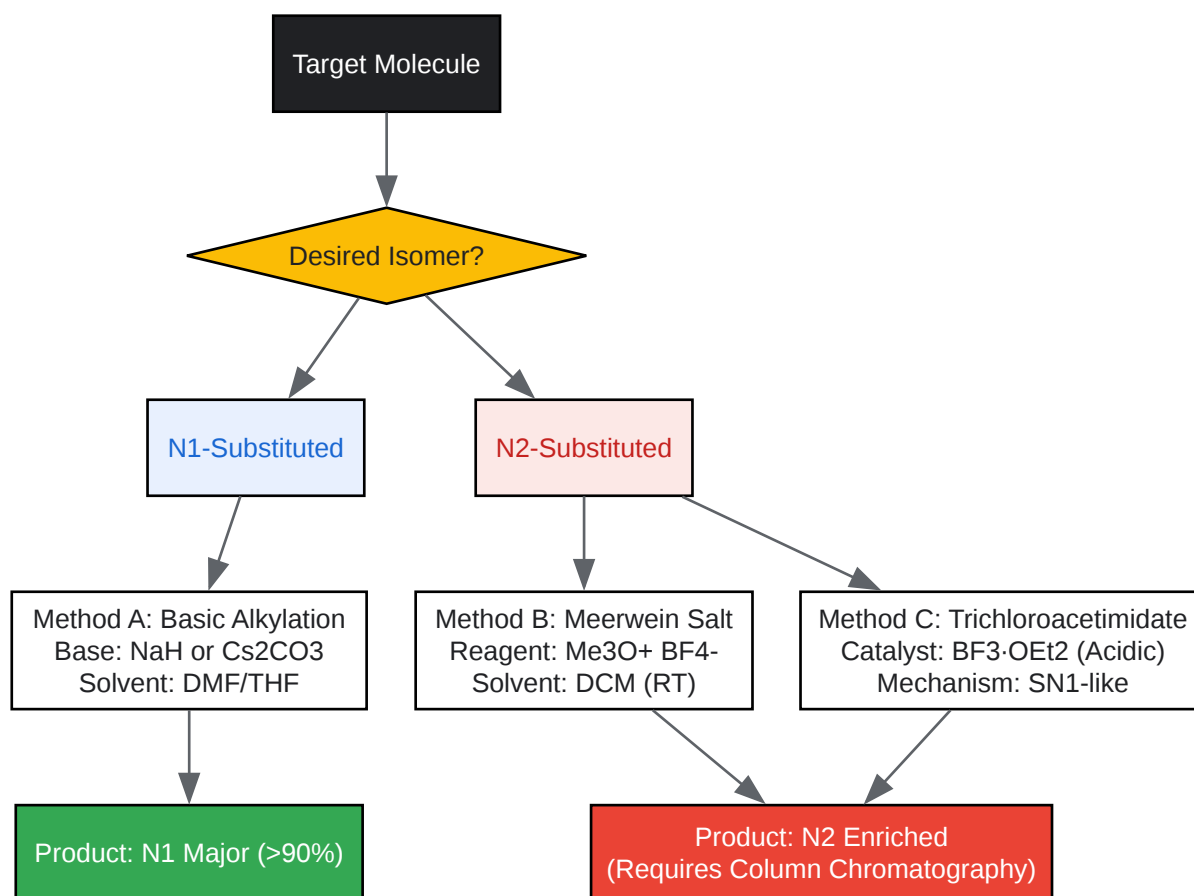 Target Molecule
Desired Isomer?
N1-Substituted
N2-Substituted
Method A: Basic Alkylation
Base: NaH or Cs2CO3
Solvent: DMF/THF
Method B: Meerwein Salt
Reagent: Me3O+ BF4-
Solvent: DCM (RT)
Method C: Trichloroacetimidate
Catalyst: BF3·OEt2 (Acidic)
Mechanism: SN1-like
Product: N1 Major (>90%)
Product: N2 Enriched
(Requires Column Chromatography)